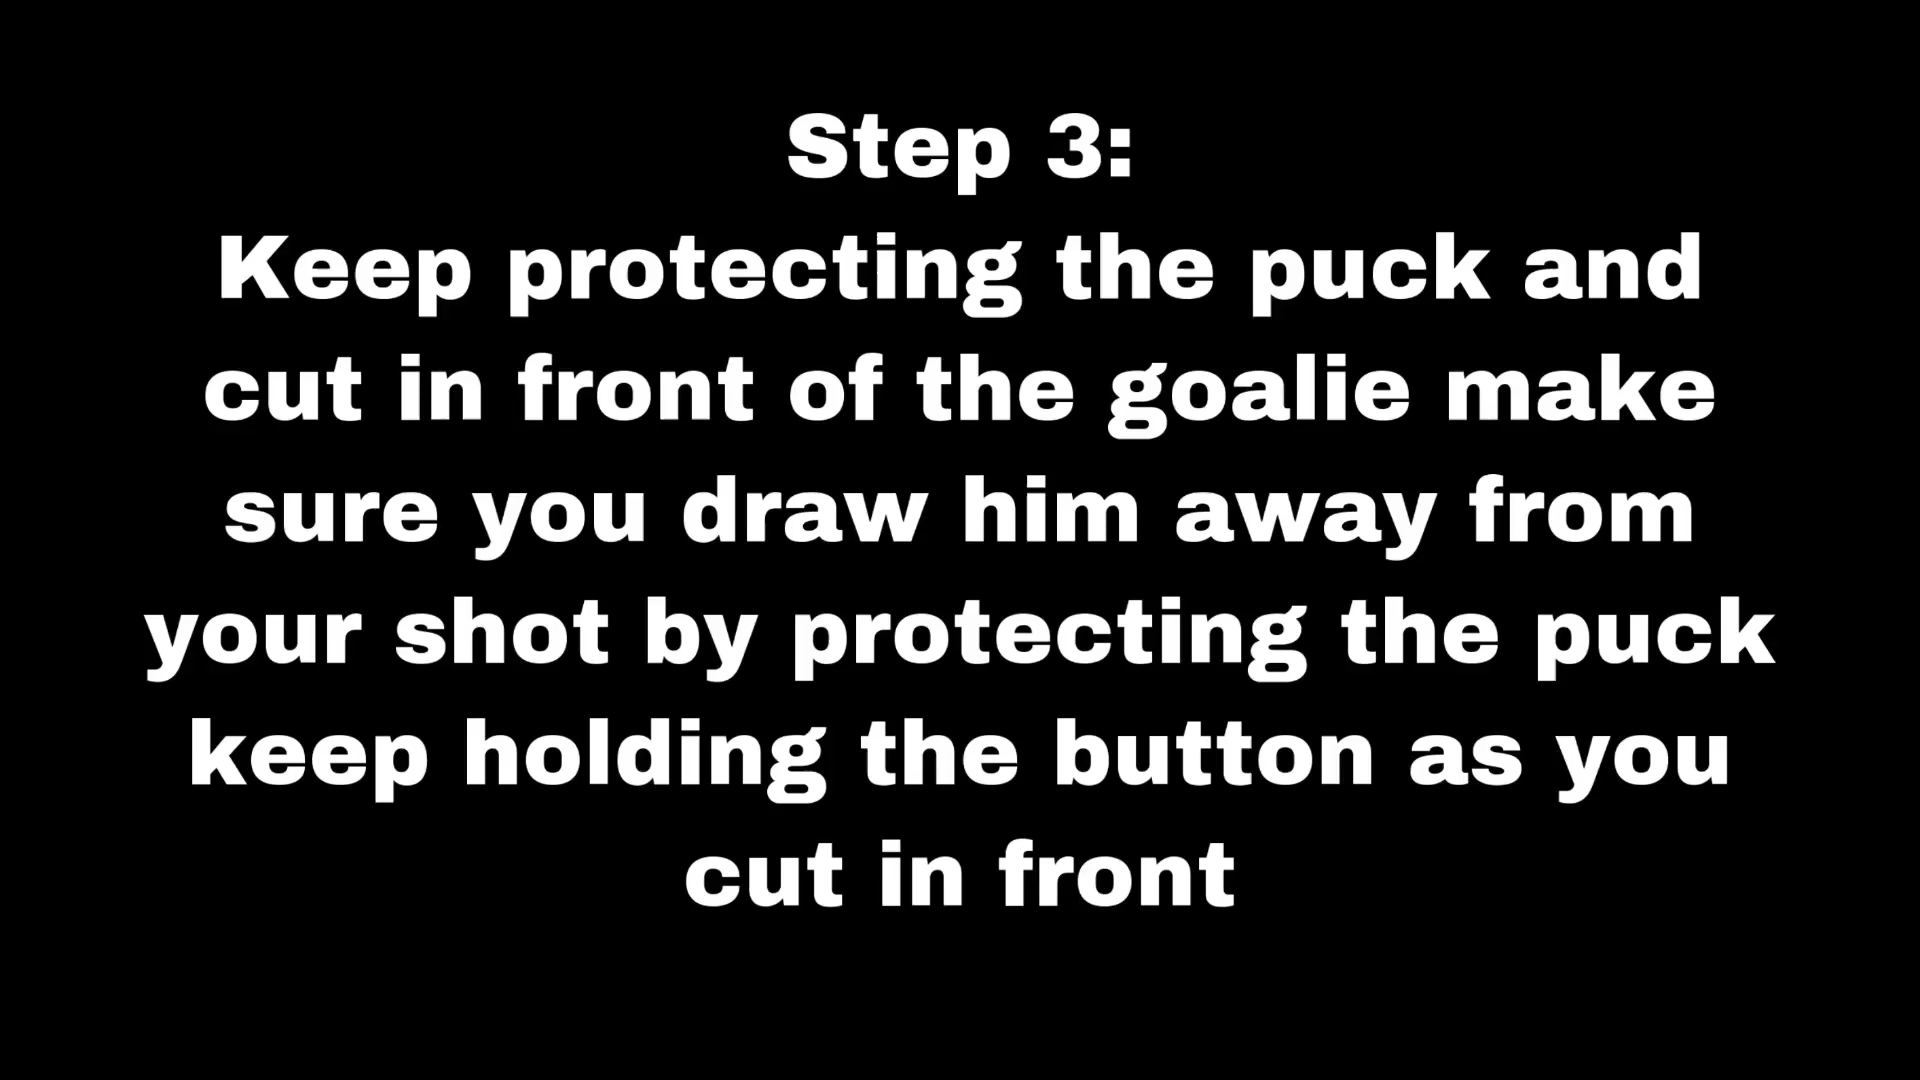 Step 3:
Keep protecting the puck and
cut in front of the goalie make
sure you draw him away from
your shot by protecting the puck
keep holding the button as you
cut in front